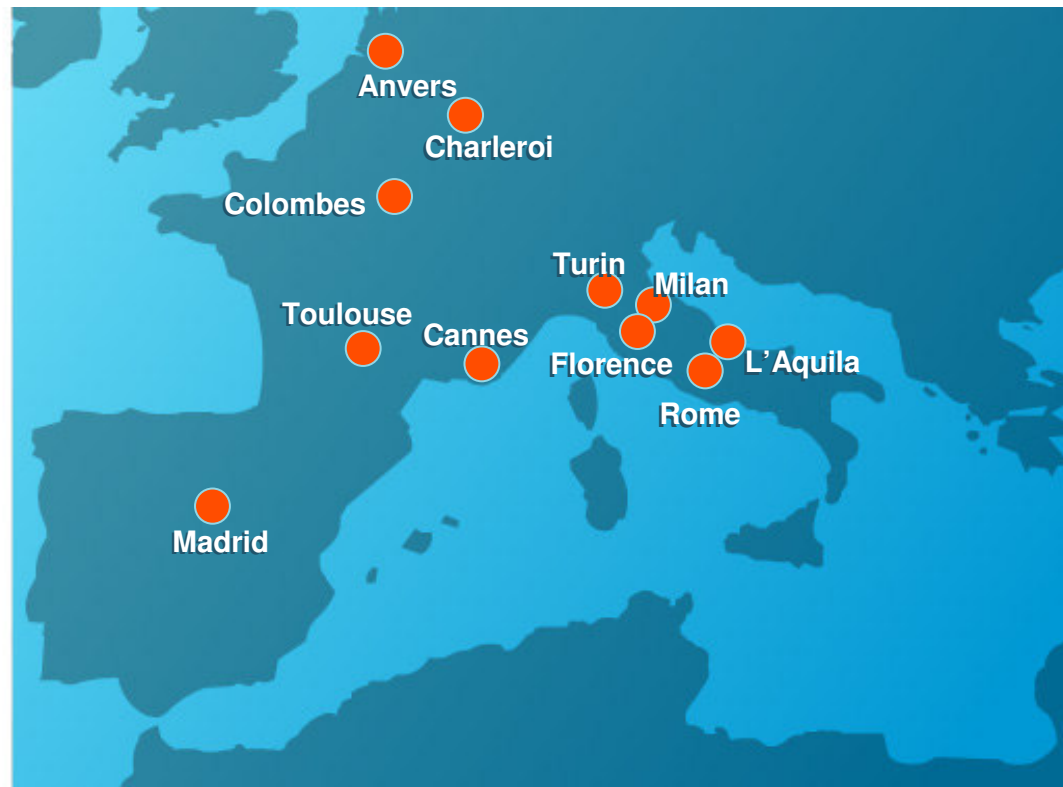 Anvers
Charleroi
Colombes
Turin
Milan
Toulouse
Cannes
Florence
L’Aquila
Rome
Madrid